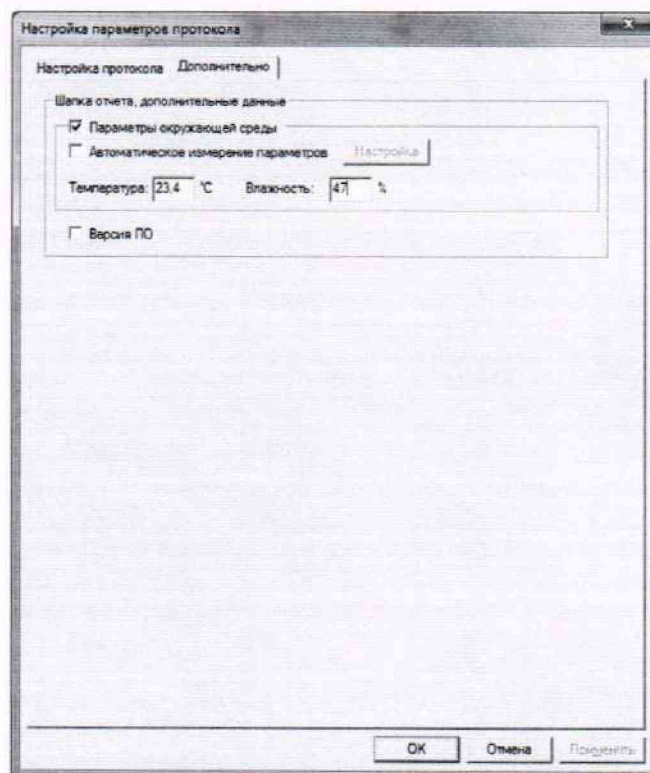 Настройка параметров протокола
Настройка протокола Дополнительно
Шапка отчета, дополнительные данные
Параметры окружающей среды
Автоматическое измерение параметров Настройка
Температура: 23.4 °C Влажность: 47 %
Версия ПО
OK Отмена Применить